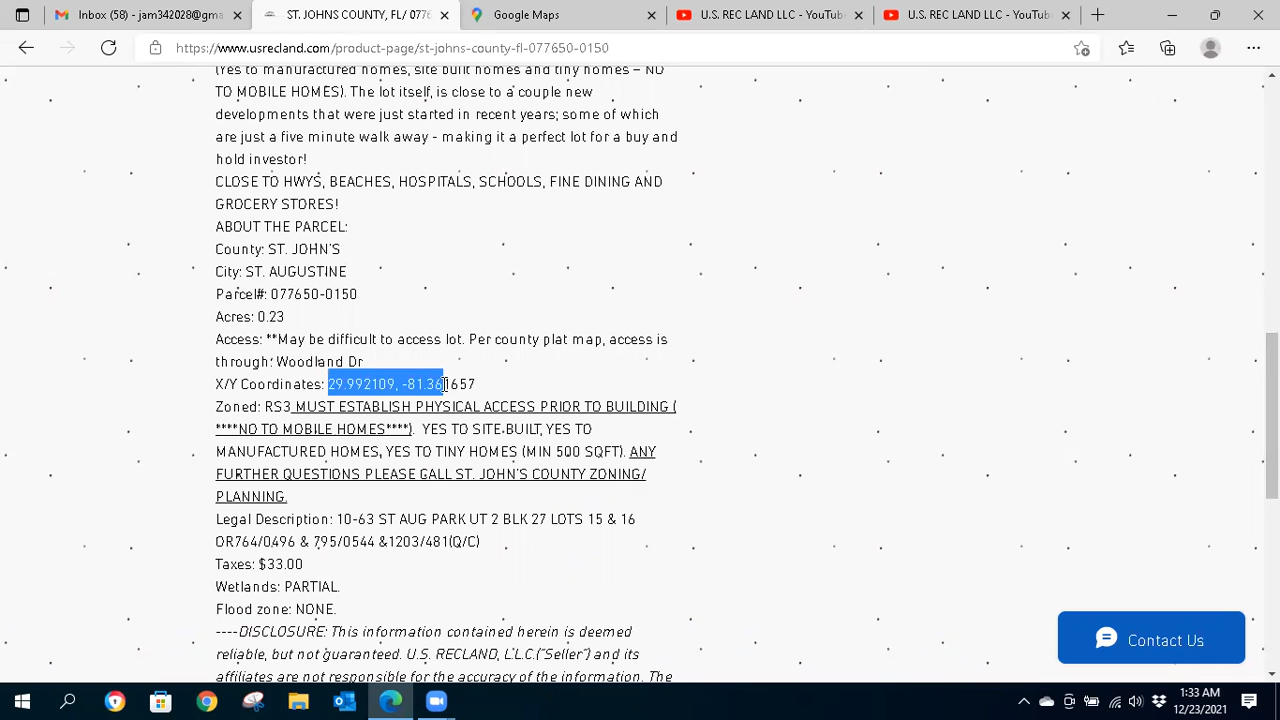 Inbox (58) - jam342028@gma
ST. JOHNS COUNTY, FL/ 0776
Google Maps
U.S. REC LAND LLC - YouTube
U.S. REC LAND LLC - YouTube
https://www.usrecland.com/product-page/st-johns-county-fl-077650-0150
(Yes to manufactured homes, site built homes and tiny homes – NO
TO MOBILE HOMES). The lot itself, is close to a couple new
developments that were just started in recent years; some of which
are just a five minute walk away - making it a perfect lot for a buy and
hold investor!
CLOSE TO HWYS, BEACHES, HOSPITALS, SCHOOLS, FINE DINING AND
GROCERY STORES!
ABOUT THE PARCEL:
County: ST. JOHN'S
City: ST. AUGUSTINE
Parcel#: 077650-0150
Acres: 0.23
Access: **May be difficult to access lot. Per county plat map, access is
through: Woodland Dr
X/Y Coordinates: 29.992109, -81.361657
Zoned: RS3 MUST ESTABLISH PHYSICAL ACCESS PRIOR TO BUILDING (
****NO TO MOBILE HOMES****). YES TO SITE-BUILT, YES TO
MANUFACTURED HOMES, YES TO TINY HOMES (MIN 500 SQFT). ANY
FURTHER QUESTIONS PLEASE CALL ST. JOHN'S COUNTY ZONING/
PLANNING.
Legal Description: 10-63 ST AUG PARK UT 2 BLK 27 LOTS 15 & 16
OR764/0496 & 795/0544 &1203/481(Q/C)
Taxes: $33.00
Wetlands: PARTIAL.
Flood zone: NONE.
----DISCLOSURE: This information contained herein is deemed
reliable, but not guaranteed. U.S. RECLAND, L.L.C.("Seller") and its
affiliates are not responsible for the accuracy of the information. The
Contact Us
1:33 AM
12/23/2021